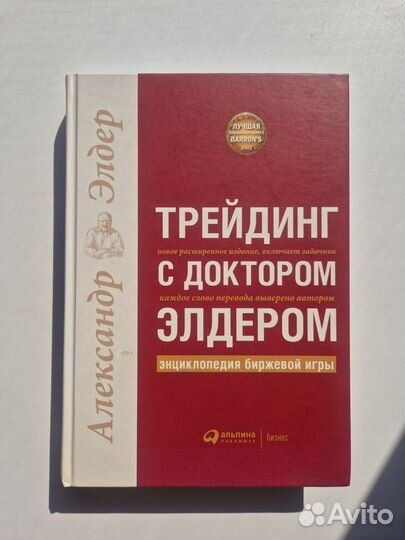 Александр Элдер
ЛУЧШАЯ
BARRON'S
2002
ТРЕЙДИНГ
новое расширенное издание, включает задачник
С ДОКТОРОМ
каждое слово перевода выверено автором
ЭЛДЕРОМ
энциклопедия биржевой игры
альпина
паблишер
бизнес
Avito